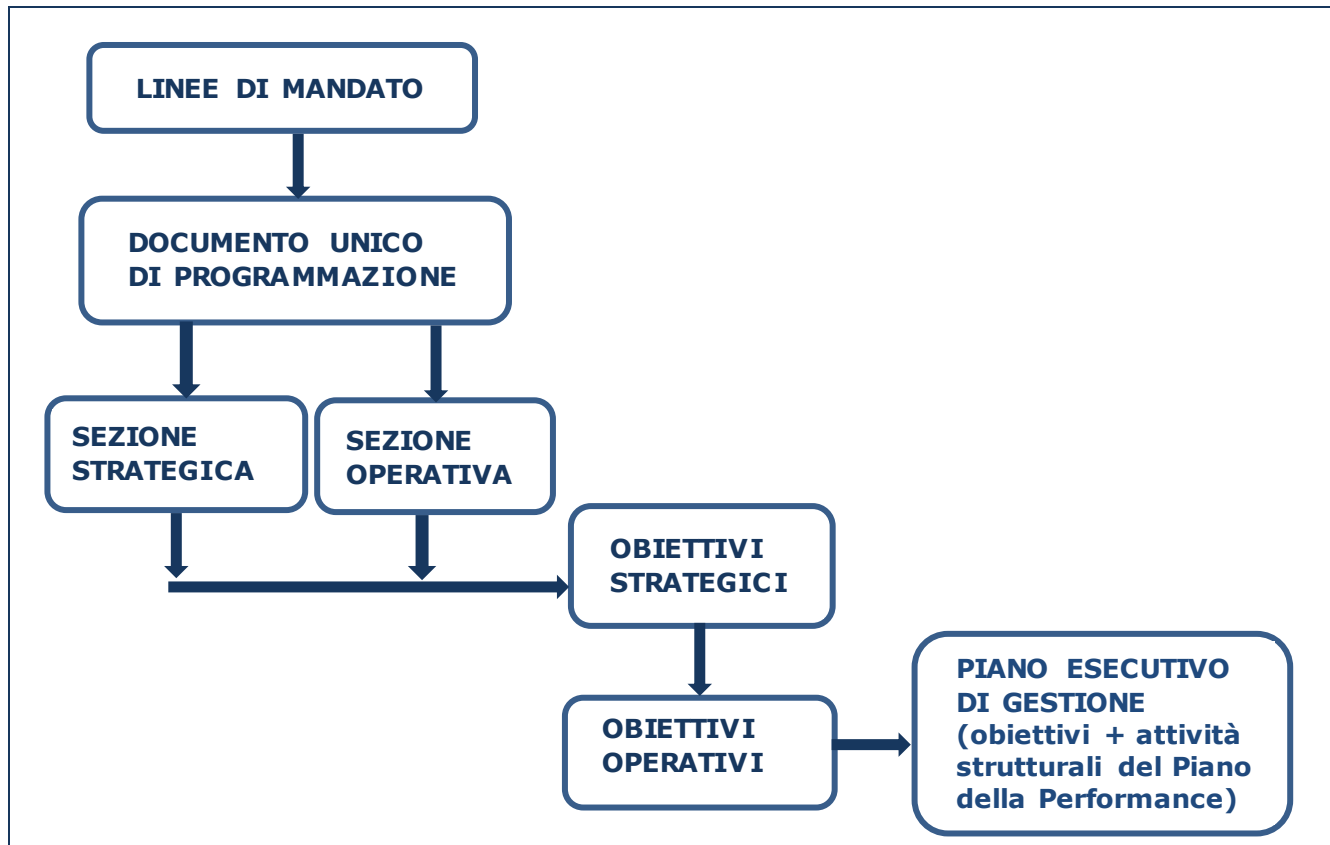 LINEE DI MANDATO
DOCUMENTO UNICO
DI PROGRAMMAZIONE
SEZIONE
STRATEGICA
SEZIONE
OPERATIVA
OBIETTIVI
STRATEGICI
OBIETTIVI
OPERATIVI
PIANO ESECUTIVO
DI GESTIONE
(obiettivi + attività
strutturali del Piano
della Performance)